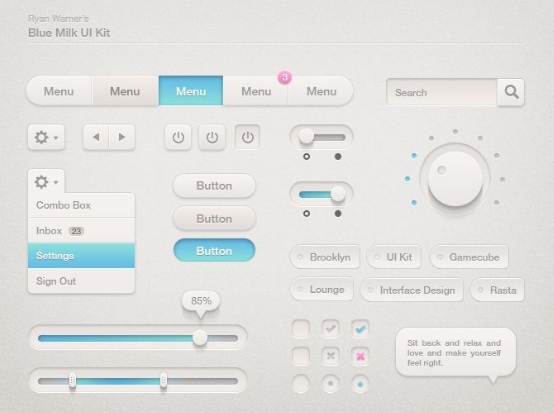 Ryan Warner's
Blue Milk UI Kit
Menu Menu Menu Menu 3 Menu
Search
Combo Box
Inbox 23
Settings
Sign Out
Button
Button
Button
Brooklyn UI Kit Gamecube
Lounge Interface Design Rasta
85%
Sit back and relax and
love and make yourself
feel right.